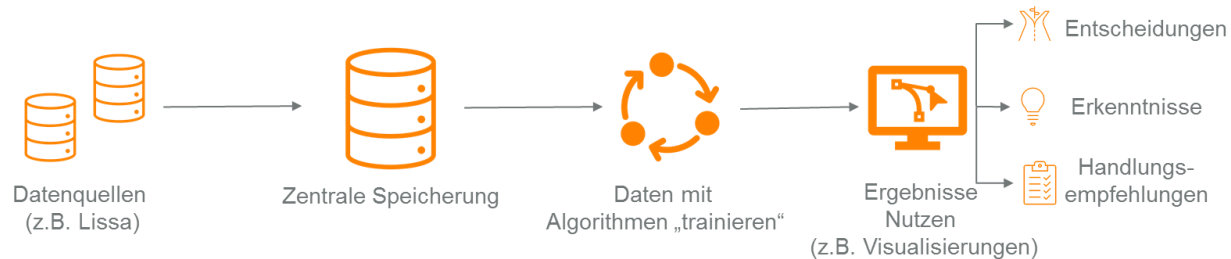 Datenquellen
(z.B. Lissa)
Zentrale Speicherung
Daten mit
Algorithmen „trainieren“
Ergebnisse
Nutzen
(z.B. Visualisierungen)
Entscheidungen
Erkenntnisse
Handlungs-
empfehlungen